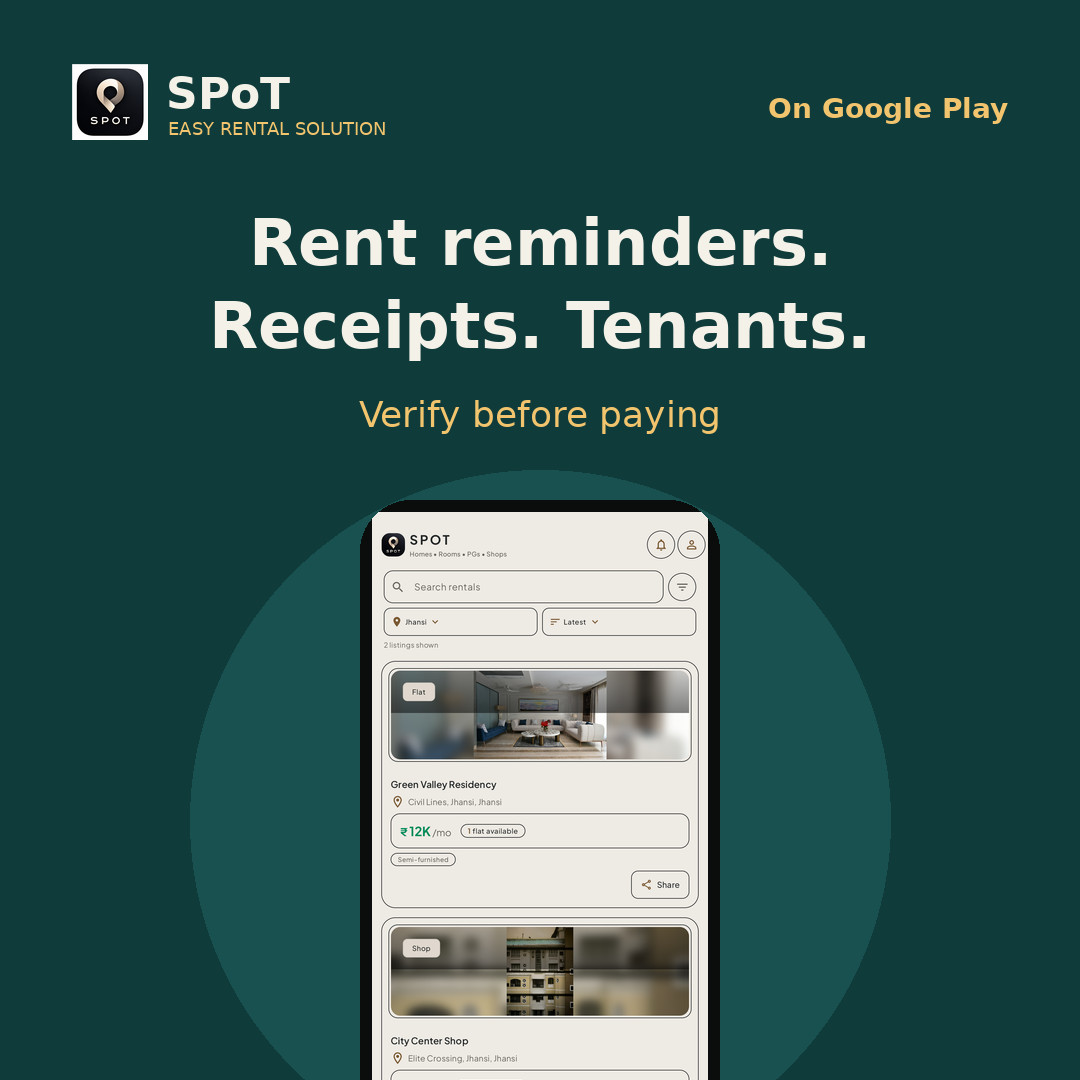 SPOT
SPoT
EASY RENTAL SOLUTION
On Google Play
Rent reminders.
Receipts. Tenants.
Verify before paying
SPOT
SPOT
Homes • Rooms • PGs • Shops
Search rentals
Jhansi
Latest
2 listings shown
Flat
Green Valley Residency
Civil Lines, Jhansi, Jhansi
₹12K /mo
1 flat available
Semi-furnished
Share
Shop
City Center Shop
Elite Crossing, Jhansi, Jhansi